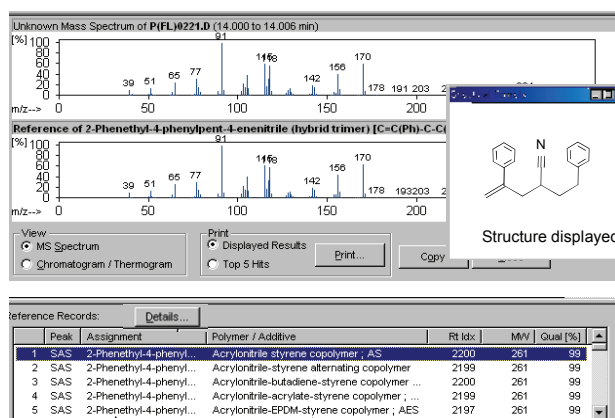 Unknown Mass Spectrum of P(FL)0221.D (14.000 to 14.006 min)
[%] 100
80
60
40
20
0
39 51 65 77 91 118 142 156 170 178 191 203
m/z--> 0 50 100 150 200
Reference of 2-Phenethyl-4-phenylpent-4-enenitrile (hybrid trimer) [C=C(Ph)-C-C(
[%] 100
80
60
40
20
0
39 51 65 77 91 118 142 156 170 178 193203
m/z--> 0 50 100 150 200
N
Structure displayed
View
MS Spectrum
Chromatogram / Thermogram
Print
Displayed Results
Top 5 Hits
Print...
Copy
Reference Records: Details...
Peak Assignment Polymer / Additive Rt Idx MW Qual [%]
1 SAS 2-Phenethyl-4-phenyl... Acrylonitrile styrene copolymer ; AS 2200 261 99
2 SAS 2-Phenethyl-4-phenyl... Acrylonitrile-styrene alternating copolymer 2199 261 99
3 SAS 2-Phenethyl-4-phenyl... Acrylonitrile-butadiene-styrene copolymer ... 2200 261 99
4 SAS 2-Phenethyl-4-phenyl... Acrylonitrile-acrylate-styrene copolymer ; ... 2199 261 99
5 SAS 2-Phenethyl-4-phenyl... Acrylonitrile-EPDM-styrene copolymer ; AES 2197 261 99